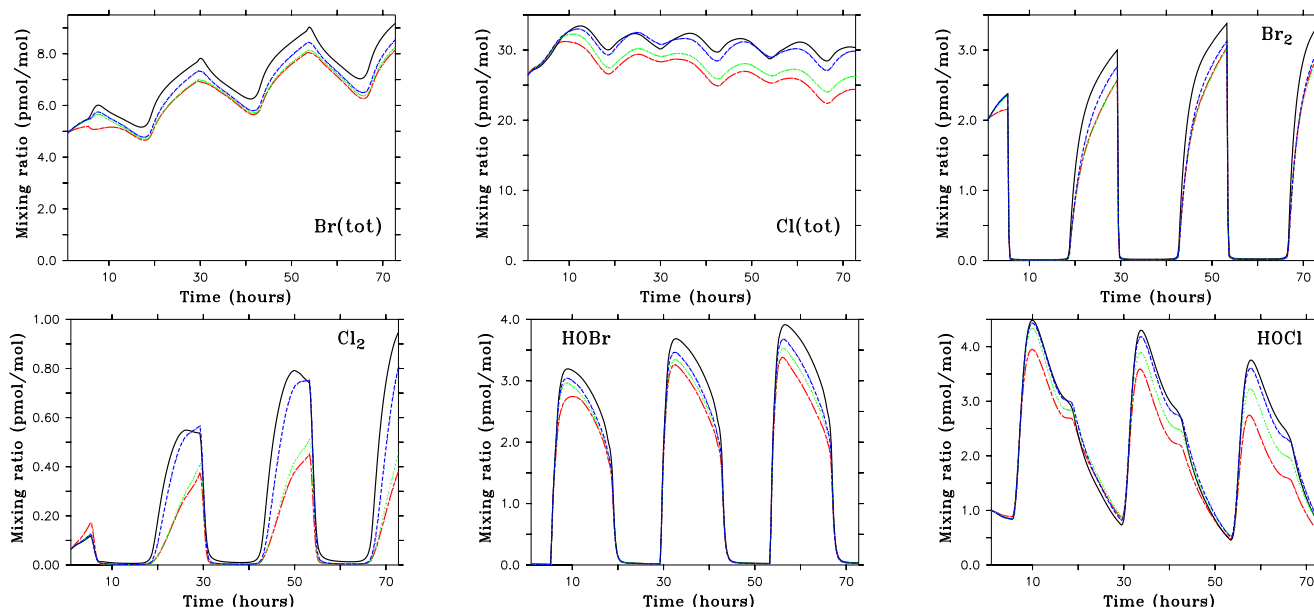 Mixing ratio (pmol/mol)
8.0
6.0
4.0
2.0
0.0
Br(tot)
10 30 50 70
Time (hours)
Mixing ratio (pmol/mol)
30.
20.
10.
0.
Cl(tot)
10 30 50 70
Time (hours)
Mixing ratio (pmol/mol)
3.0
2.0
1.0
0.0
Br₂
10 30 50 70
Time (hours)
Mixing ratio (pmol/mol)
1.00
0.80
0.60
0.40
0.20
0.00
Cl₂
10 30 50 70
Time (hours)
Mixing ratio (pmol/mol)
4.0
3.0
2.0
1.0
0.0
HOBr
10 30 50 70
Time (hours)
Mixing ratio (pmol/mol)
4.0
3.0
2.0
1.0
0.0
HOCl
10 30 50 70
Time (hours)